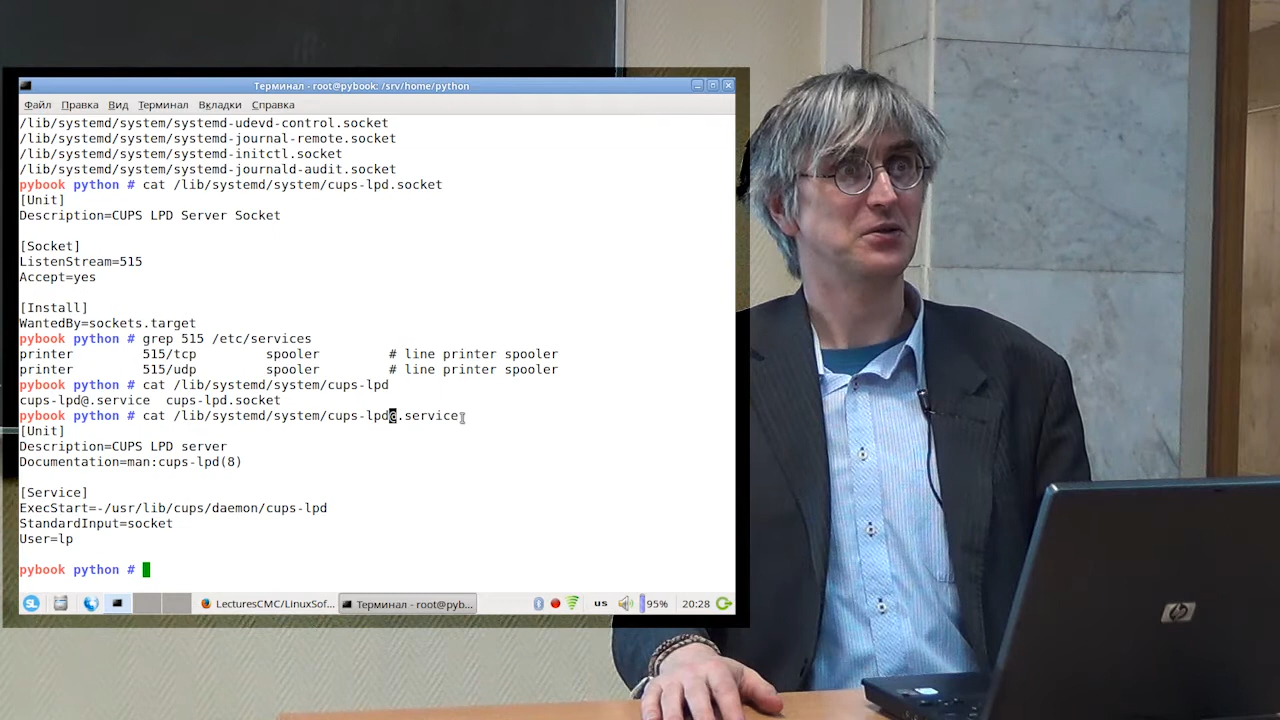 Терминал - root@pybook: /srv/home/python
Файл Правка Вид Терминал Вкладки Справка
/lib/systemd/system/systemd-udevd-control.socket
/lib/systemd/system/systemd-journal-remote.socket
/lib/systemd/system/systemd-initctl.socket
/lib/systemd/system/systemd-journald-audit.socket
pybook python # cat /lib/systemd/system/cups-lpd.socket
[Unit]
Description=CUPS LPD Server Socket
[Socket]
ListenStream=515
Accept=yes
[Install]
WantedBy=sockets.target
pybook python # grep 515 /etc/services
printer 515/tcp spooler # line printer spooler
printer 515/udp spooler # line printer spooler
pybook python # cat /lib/systemd/system/cups-lpd
cups-lpd@.service cups-lpd.socket
pybook python # cat /lib/systemd/system/cups-lpd@.service
[Unit]
Description=CUPS LPD server
Documentation=man:cups-lpd(8)
[Service]
ExecStart=-/usr/lib/cups/daemon/cups-lpd
StandardInput=socket
User=lp
pybook python #
LecturesCMC/LinuxSof... Терминал - root@pyb... us 95% 20:28
hp